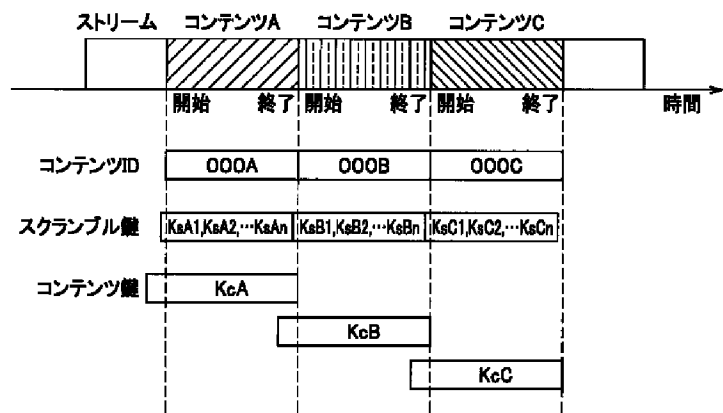 ストリーム コンテンツA コンテンツB コンテンツC
開始 終了 開始 終了 開始 終了 時間
コンテンツID OOOA OOOB OOOC
スクランブル鍵 KsA1,KsA2,…KsAn KsB1,KsB2,…KsBn KsC1,KsC2,…KsCn
コンテンツ鍵 KcA
KcB
KcC